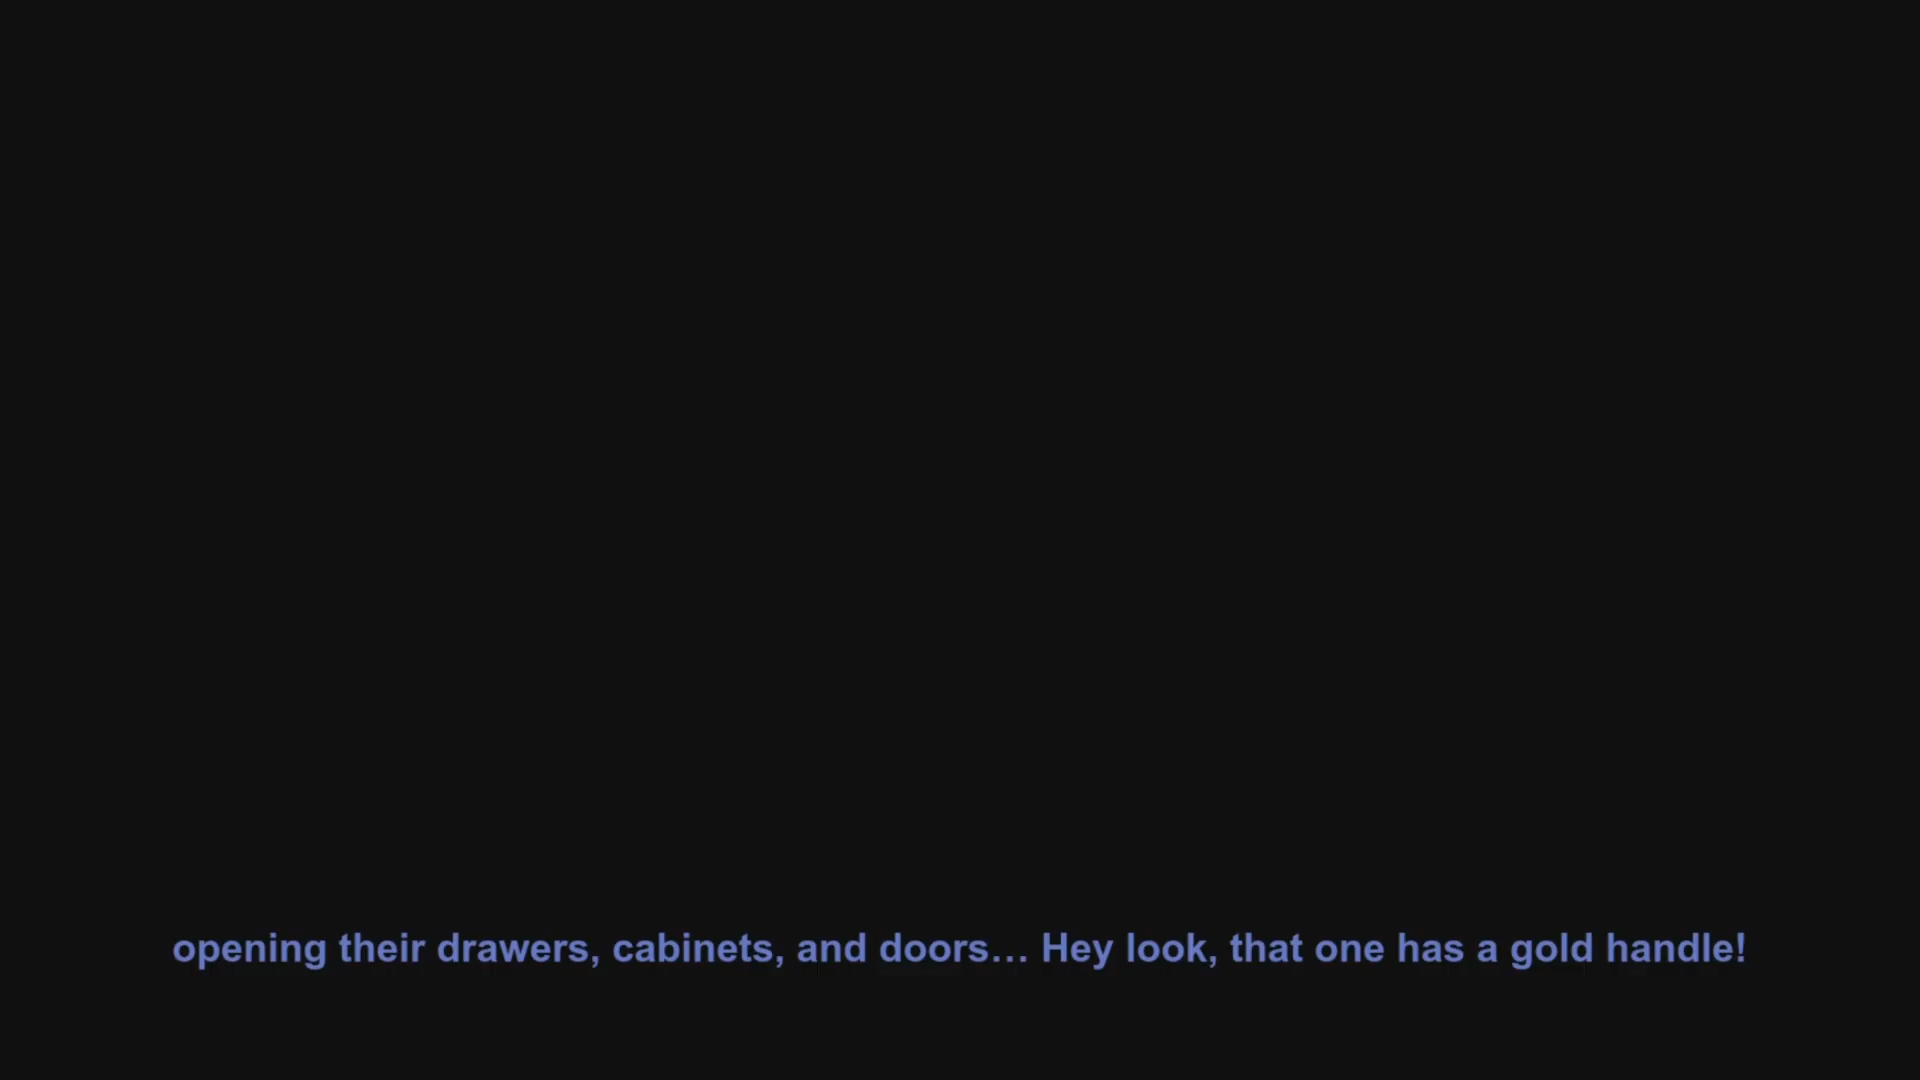 opening their drawers, cabinets, and doors… Hey look, that one has a gold handle!